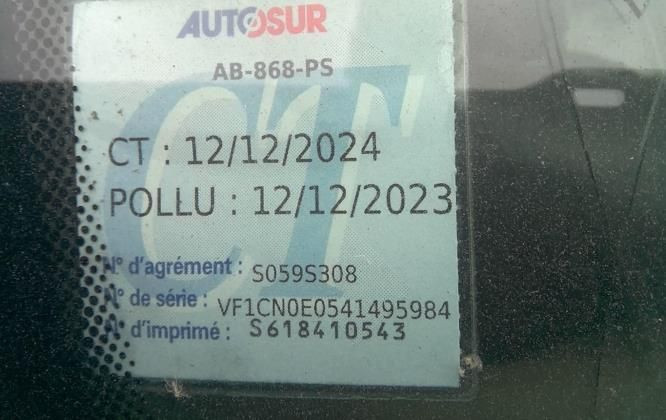 AUTOSUR
AB-868-PS
CT
CT : 12/12/2024
POLLU : 12/12/2023
N° d'agrément : S059S308
N° de série : VF1CN0E0541495984
N° d'imprimé : S618410543